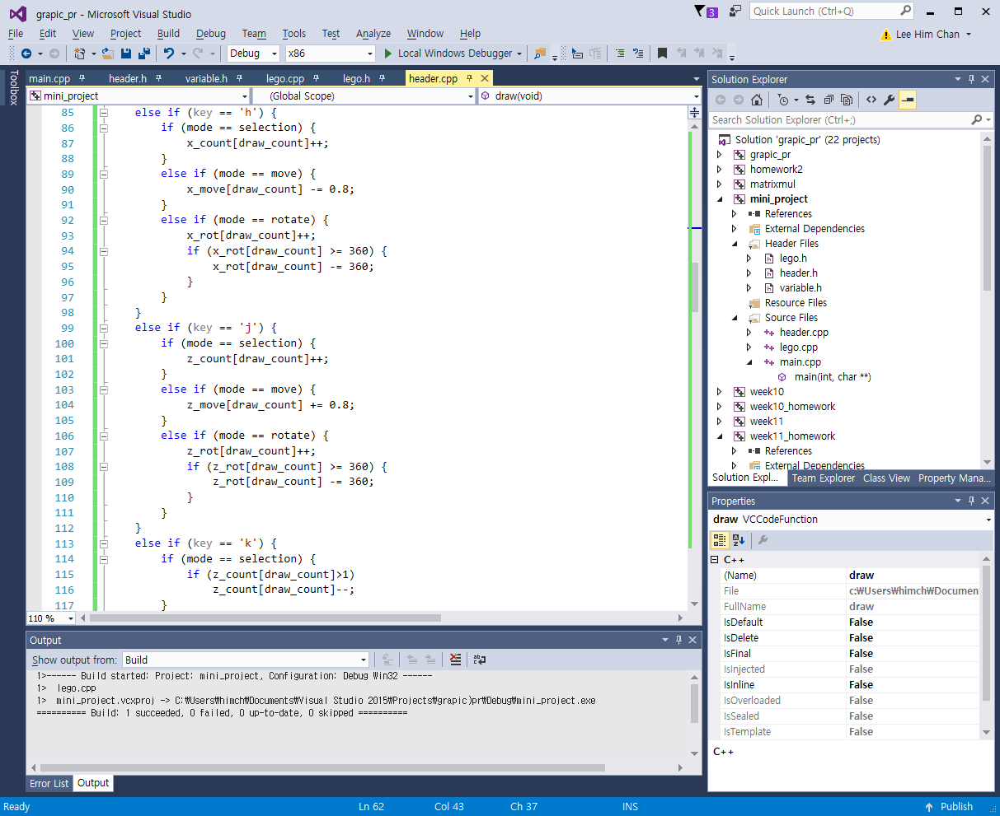 grapic_pr - Microsoft Visual Studio
3
Quick Launch (Ctrl+Q)
File Edit View Project Build Debug Team Tools Test Analyze Window Help
Lee Him Chan
Debug x86 Local Windows Debugger
Toolbox
main.cpp header.h variable.h lego.cpp lego.h header.cpp
mini_project (Global Scope) draw(void)
85 else if (key == 'h') {
86 if (mode == selection) {
87 x_count[draw_count]++;
88 }
89 else if (mode == move) {
90 x_move[draw_count] -= 0.8;
91 }
92 else if (mode == rotate) {
93 x_rot[draw_count]++;
94 if (x_rot[draw_count] >= 360) {
95 x_rot[draw_count] -= 360;
96 }
97 }
98 }
99 else if (key == 'j') {
100 if (mode == selection) {
101 z_count[draw_count]++;
102 }
103 else if (mode == move) {
104 z_move[draw_count] += 0.8;
105 }
106 else if (mode == rotate) {
107 z_rot[draw_count]++;
108 if (z_rot[draw_count] >= 360) {
109 z_rot[draw_count] -= 360;
110 }
111 }
112 }
113 else if (key == 'k') {
114 if (mode == selection) {
115 if (z_count[draw_count]>1)
116 z_count[draw_count]--;
117 }
110 %
Output
Show output from: Build
1>------ Build started: Project: mini_project, Configuration: Debug Win32 ------
1> lego.cpp
1> mini_project.vcxproj -> C:₩Users₩himch₩Documents₩Visual Studio 2015₩Projects₩grapic)pr₩Debug₩mini_project.exe
========== Build: 1 succeeded, 0 failed, 0 up-to-date, 0 skipped ==========
Error List Output
Solution Explorer
Search Solution Explorer (Ctrl+;)
Solution 'grapic_pr' (22 projects)
grapic_pr
homework2
matrixmul
mini_project
References
External Dependencies
Header Files
lego.h
header.h
variable.h
Resource Files
Source Files
header.cpp
lego.cpp
main.cpp
main(int, char **)
week10
week10_homework
week11
week11_homework
References
External Dependencies
Solution Expl... Team Explorer Class View Property Mana...
Properties
draw VCCodeFunction
C++
(Name) draw
File c:₩Users₩himch₩Documen
FullName draw
IsDefault False
IsDelete False
IsFinal False
IsInjected False
IsInline False
IsOverloaded False
IsSealed False
IsTemplate False
C++
Ready Ln 62 Col 43 Ch 37 INS Publish